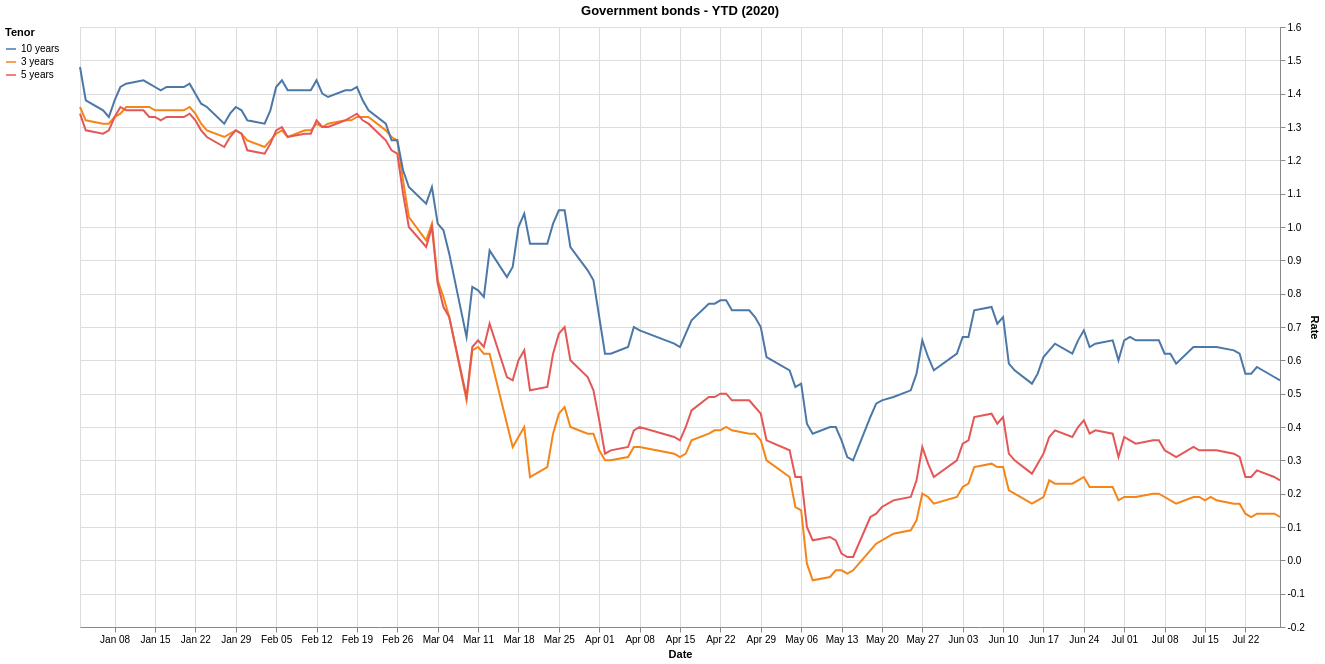 Government bonds - YTD (2020)
Tenor
10 years
3 years
5 years
1.6
1.5
1.4
1.3
1.2
1.1
1.0
0.9
0.8
0.7
0.6
0.5
0.4
0.3
0.2
0.1
0.0
-0.1
-0.2
Rate
Jan 08 Jan 15 Jan 22 Jan 29 Feb 05 Feb 12 Feb 19 Feb 26 Mar 04 Mar 11 Mar 18 Mar 25 Apr 01 Apr 08 Apr 15 Apr 22 Apr 29 May 06 May 13 May 20 May 27 Jun 03 Jun 10 Jun 17 Jun 24 Jul 01 Jul 08 Jul 15 Jul 22
Date